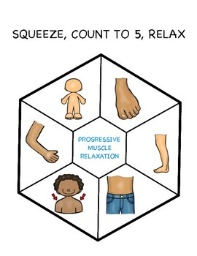 SQUEEZE, COUNT TO 5, RELAX
PROGRESSIVE
MUSCLE
RELAXATION